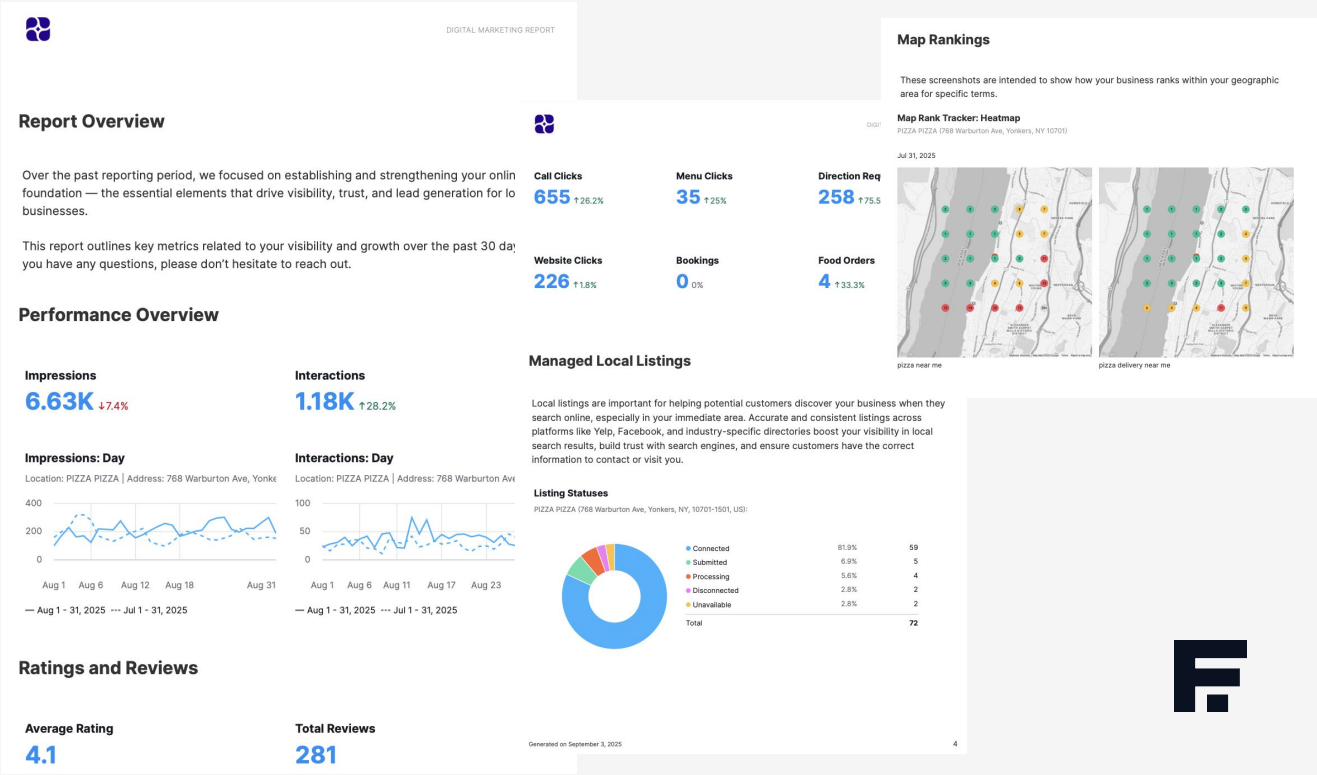 DIGITAL MARKETING REPORT
Report Overview
Over the past reporting period, we focused on establishing and strengthening your onlin
foundation — the essential elements that drive visibility, trust, and lead generation for lo
businesses.
This report outlines key metrics related to your visibility and growth over the past 30 day
you have any questions, please don’t hesitate to reach out.
Performance Overview
Impressions
6.63K ↓7.4%
Interactions
1.18K ↑28.2%
Impressions: Day
Location: PIZZA PIZZA | Address: 768 Warburton Ave, Yonke
400
200
0
Aug 1 Aug 6 Aug 12 Aug 18 Aug 31
— Aug 1 - 31, 2025 --- Jul 1 - 31, 2025
Interactions: Day
Location: PIZZA PIZZA | Address: 768 Warburton Ave
100
50
0
Aug 1 Aug 6 Aug 11 Aug 17 Aug 23
— Aug 1 - 31, 2025 --- Jul 1 - 31, 2025
Ratings and Reviews
Average Rating
4.1
Total Reviews
281
DIGIT
Call Clicks
655 ↑26.2%
Menu Clicks
35 ↑25%
Direction Req
258 ↑75.5
Website Clicks
226 ↑1.8%
Bookings
0 0%
Food Orders
4 ↑33.3%
Managed Local Listings
Local listings are important for helping potential customers discover your business when they
search online, especially in your immediate area. Accurate and consistent listings across
platforms like Yelp, Facebook, and industry-specific directories boost your visibility in local
search results, build trust with search engines, and ensure customers have the correct
information to contact or visit you.
Listing Statuses
PIZZA PIZZA (768 Warburton Ave, Yonkers, NY, 10701-1501, US):
Connected 81.9% 59
Submitted 6.9% 5
Processing 5.6% 4
Disconnected 2.8% 2
Unavailable 2.8% 2
Total 72
Generated on September 3, 2025
4
Map Rankings
These screenshots are intended to show how your business ranks within your geographic
area for specific terms.
Map Rank Tracker: Heatmap
PIZZA PIZZA (768 Warburton Ave, Yonkers, NY 10701)
Jul 31, 2025
pizza near me
pizza delivery near me